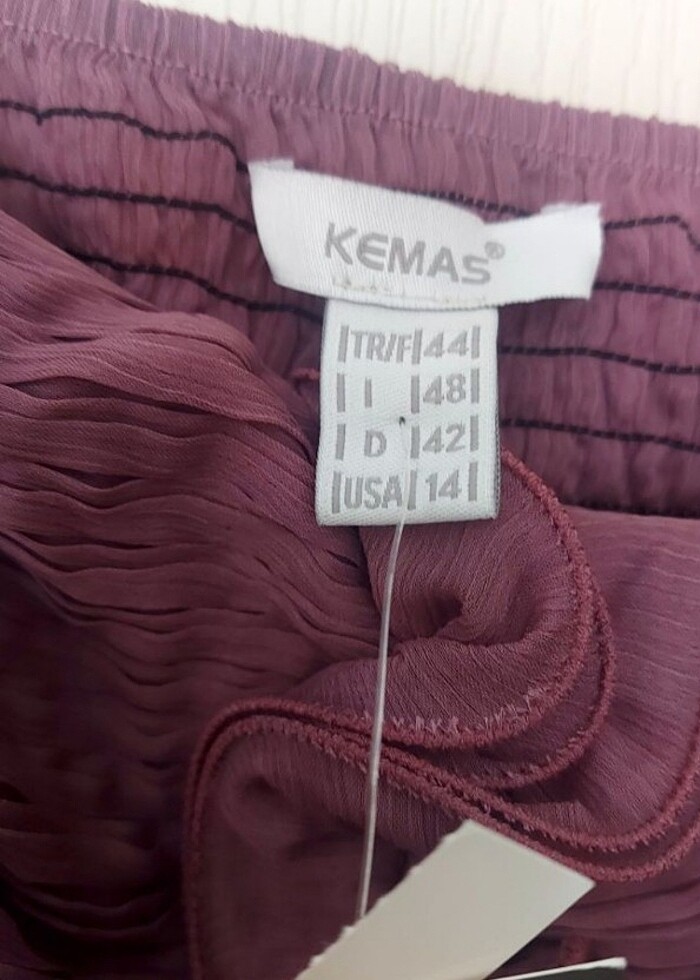 KEMAS®
|TR/F|44|
| I |48|
| D |42|
|USA|14|